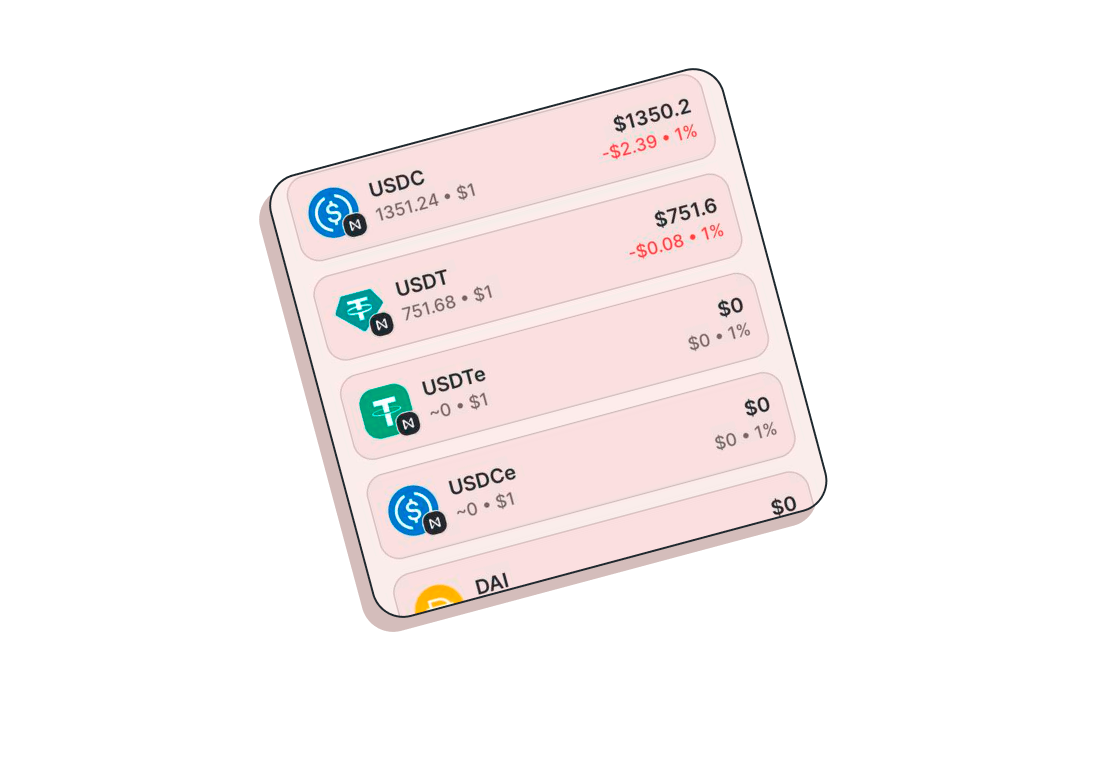 USDC
1351.24 • $1
$1350.2
-$2.39 • 1%
USDT
751.68 • $1
$751.6
-$0.08 • 1%
USDTe
~0 • $1
$0
$0 • 1%
USDCe
~0 • $1
$0
$0 • 1%
DAI
$0